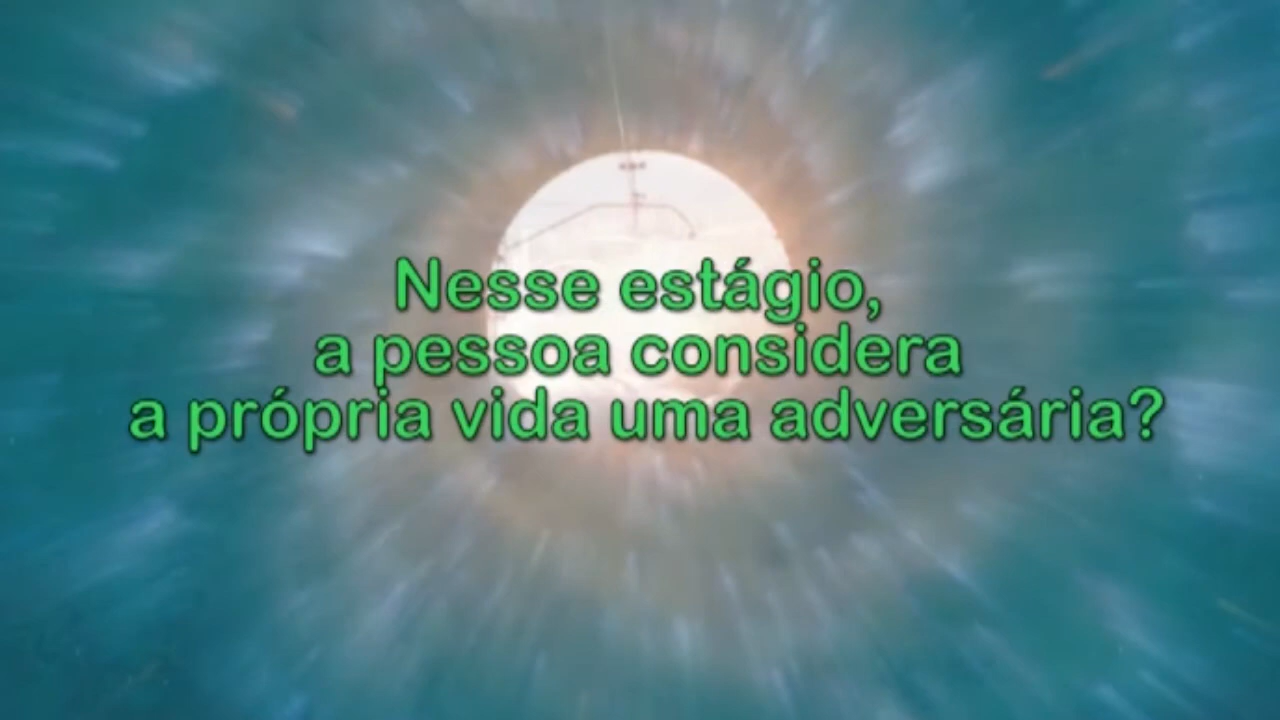 Nesse estágio,
a pessoa considera
a própria vida uma adversária?